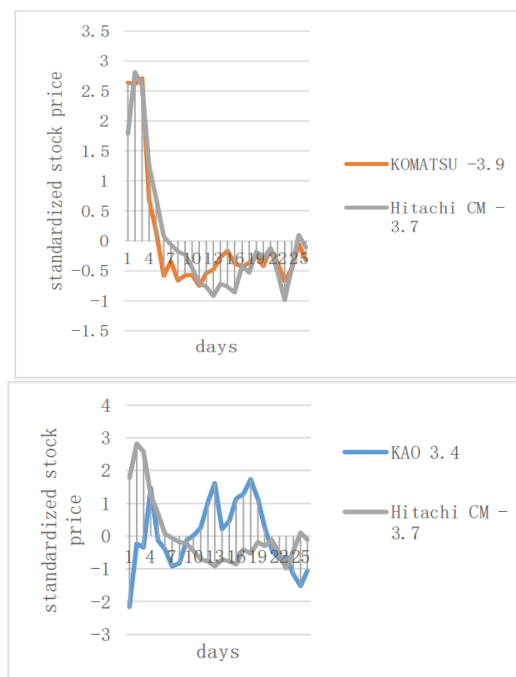 3.5
3
2.5
2
1.5
1
0.5
0
-0.5
-1
-1.5
1 4 7 10 13 16 19 22 25
standardized stock price
days
KOMATSU -3.9
Hitachi CM -
3.7
4
3
2
1
0
-1
-2
-3
1 4 7 10 13 16 19 22 25
standardized stock
price
days
KAO 3.4
Hitachi CM -
3.7